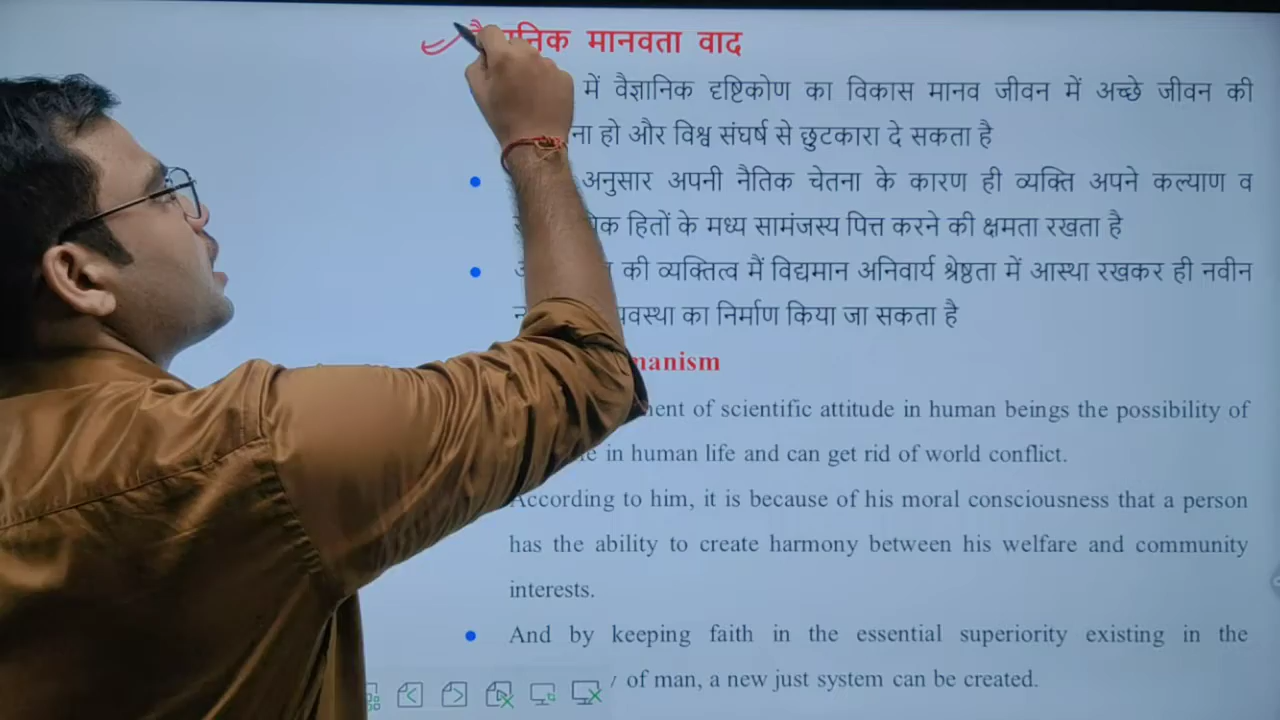 मानवता वाद
में वैज्ञानिक दृष्टिकोण का विकास मानव जीवन में अच्छे जीवन की
ना हो और विश्व संघर्ष से छुटकारा दे सकता है
अनुसार अपनी नैतिक चेतना के कारण ही व्यक्ति अपने कल्याण व
हितों के मध्य सामंजस्य पित्त करने की क्षमता रखता है
की व्यक्तित्व मैं विद्यमान अनिवार्य श्रेष्ठता में आस्था रखकर ही नवीन
का निर्माण किया जा सकता है
manism
of scientific attitude in human beings the possibility of
in human life and can get rid of world conflict.
According to him, it is because of his moral consciousness that a person
has the ability to create harmony between his welfare and community
interests.
And by keeping faith in the essential superiority existing in the
of man, a new just system can be created.